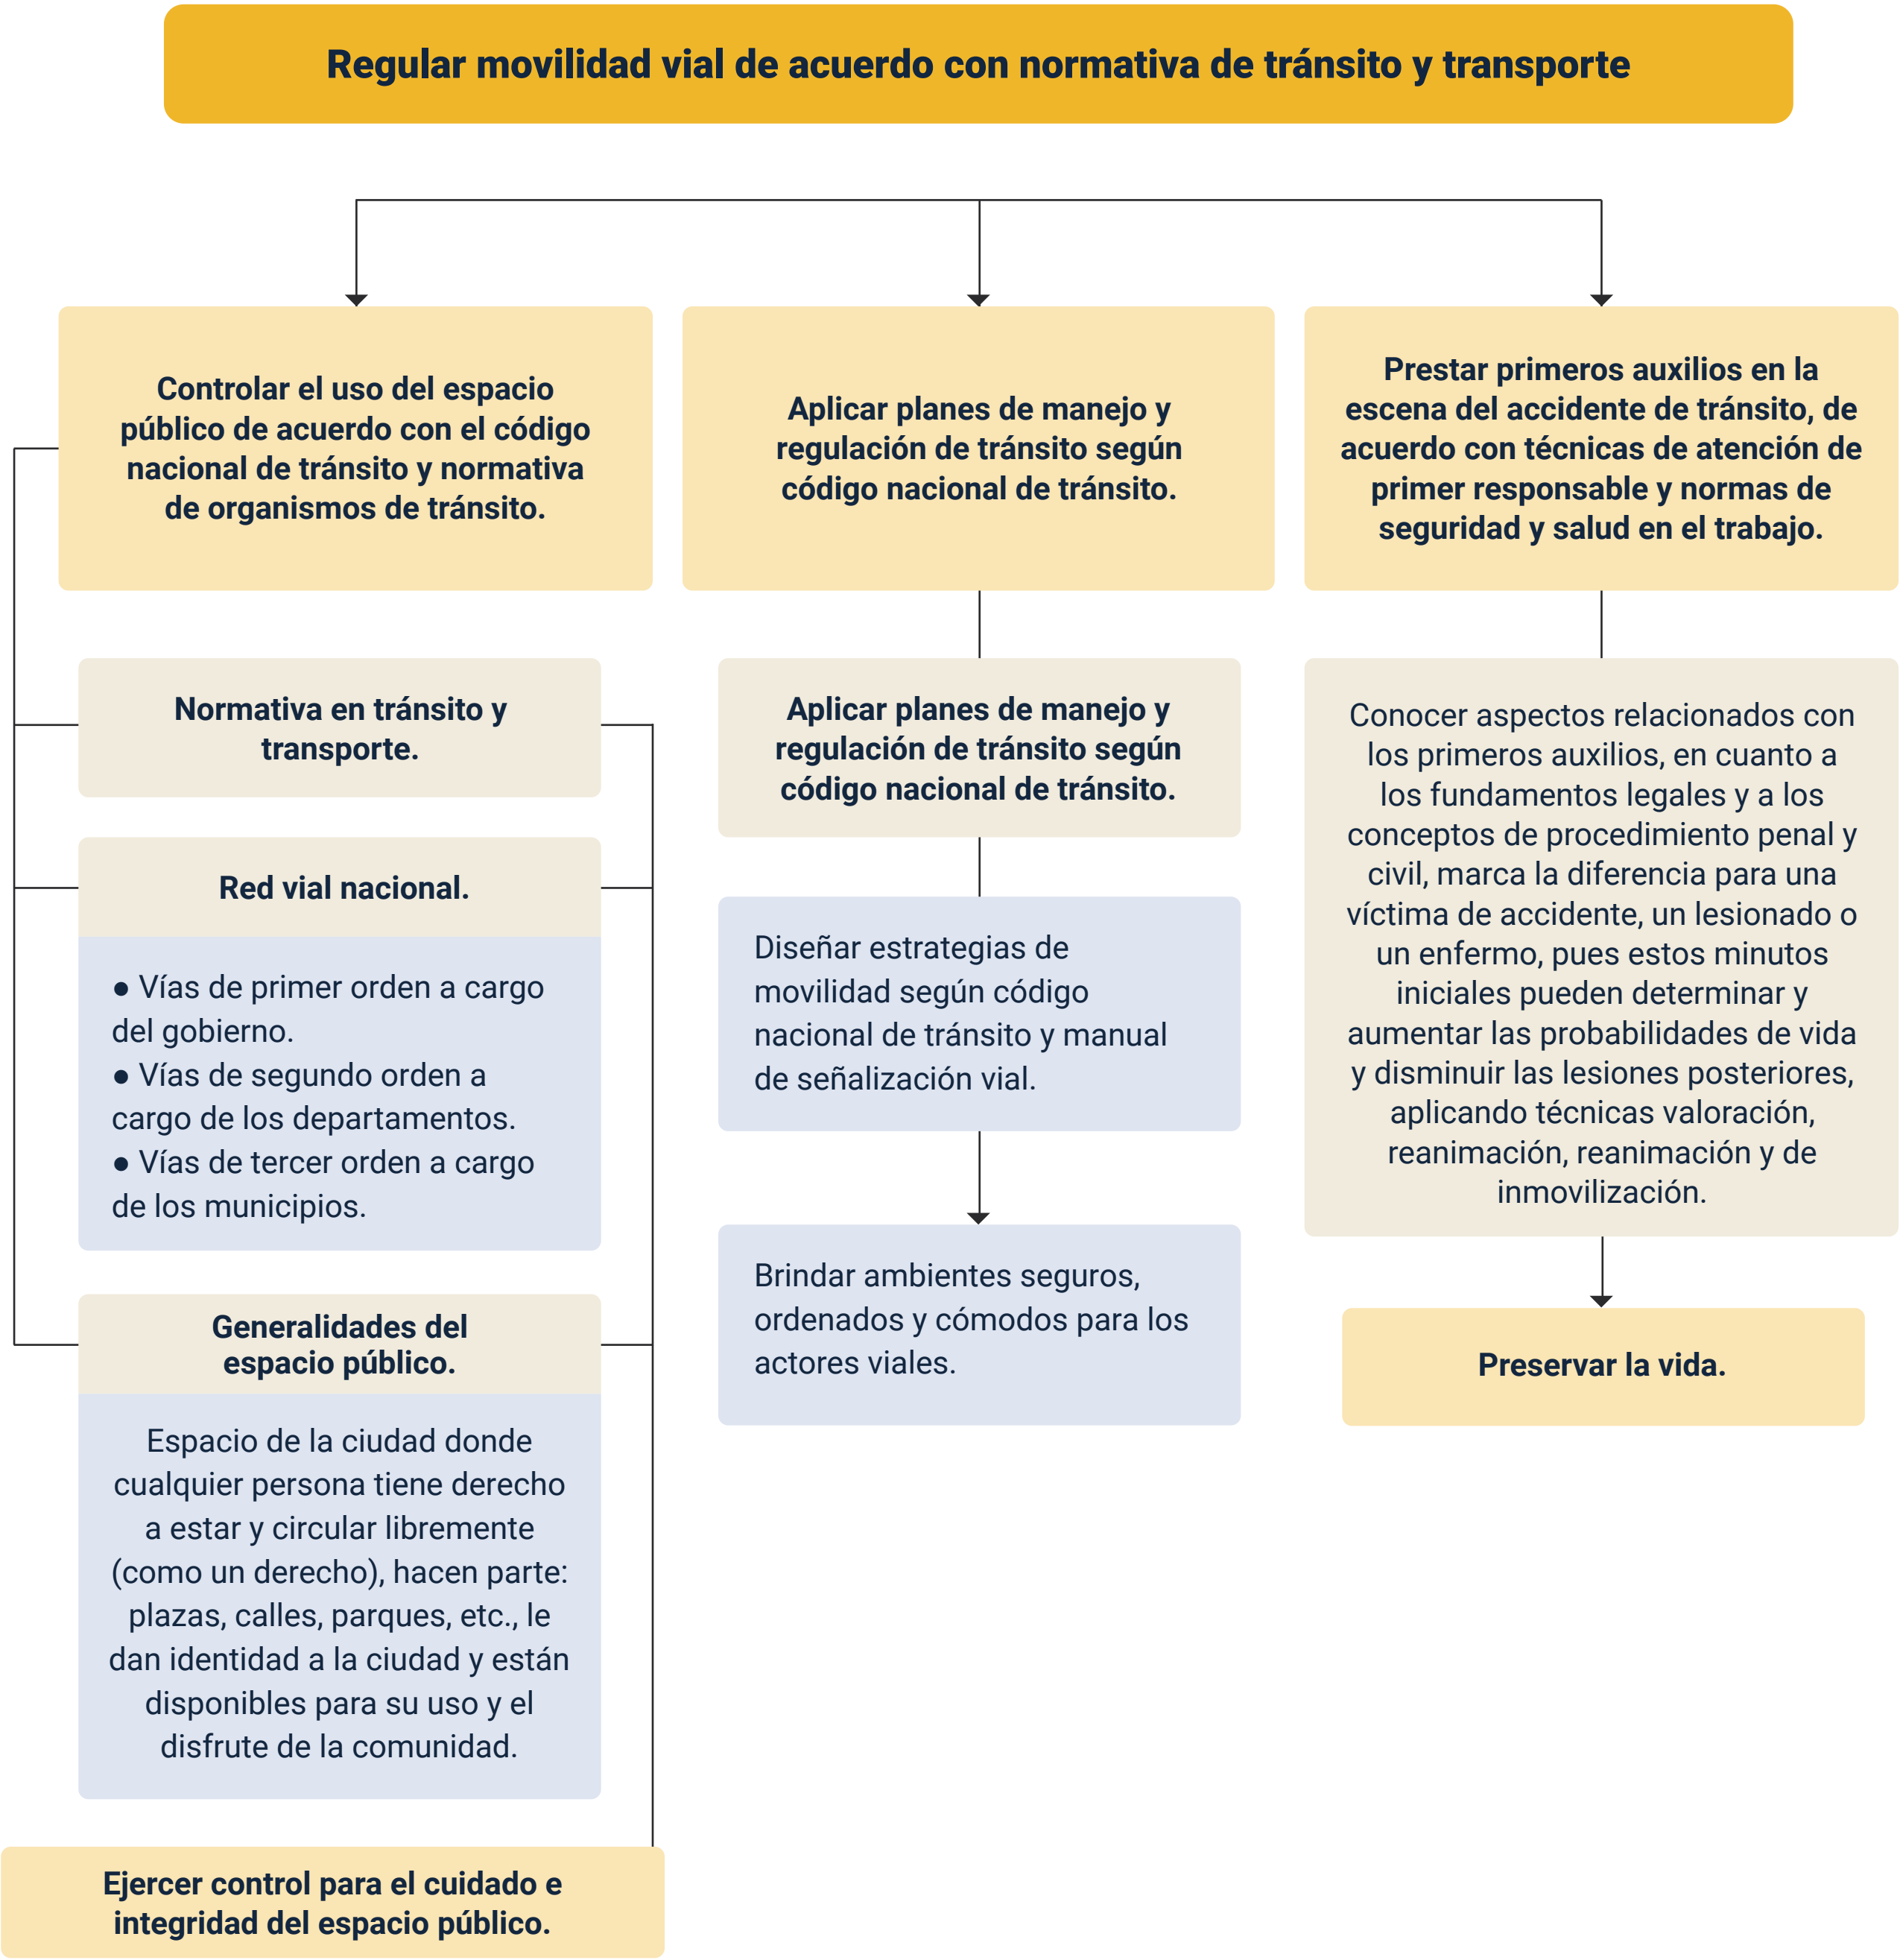 Regular movilidad vial de acuerdo con normativa de tránsito y transporte
Controlar el uso del espacio
público de acuerdo con el código
nacional de tránsito y normativa
de organismos de tránsito.
Normativa en tránsito y
transporte.
Red vial nacional.
● Vías de primer orden a cargo
del gobierno.
● Vías de segundo orden a
cargo de los departamentos.
● Vías de tercer orden a cargo
de los municipios.
Generalidades del
espacio público.
Espacio de la ciudad donde
cualquier persona tiene derecho
a estar y circular libremente
(como un derecho), hacen parte:
plazas, calles, parques, etc., le
dan identidad a la ciudad y están
disponibles para su uso y el
disfrute de la comunidad.
Ejercer control para el cuidado e
integridad del espacio público.
Aplicar planes de manejo y
regulación de tránsito según
código nacional de tránsito.
Aplicar planes de manejo y
regulación de tránsito según
código nacional de tránsito.
Diseñar estrategias de
movilidad según código
nacional de tránsito y manual
de señalización vial.
Brindar ambientes seguros,
ordenados y cómodos para los
actores viales.
Prestar primeros auxilios en la
escena del accidente de tránsito, de
acuerdo con técnicas de atención de
primer responsable y normas de
seguridad y salud en el trabajo.
Conocer aspectos relacionados con
los primeros auxilios, en cuanto a
los fundamentos legales y a los
conceptos de procedimiento penal y
civil, marca la diferencia para una
víctima de accidente, un lesionado o
un enfermo, pues estos minutos
iniciales pueden determinar y
aumentar las probabilidades de vida
y disminuir las lesiones posteriores,
aplicando técnicas valoración,
reanimación, reanimación y de
inmovilización.
Preservar la vida.